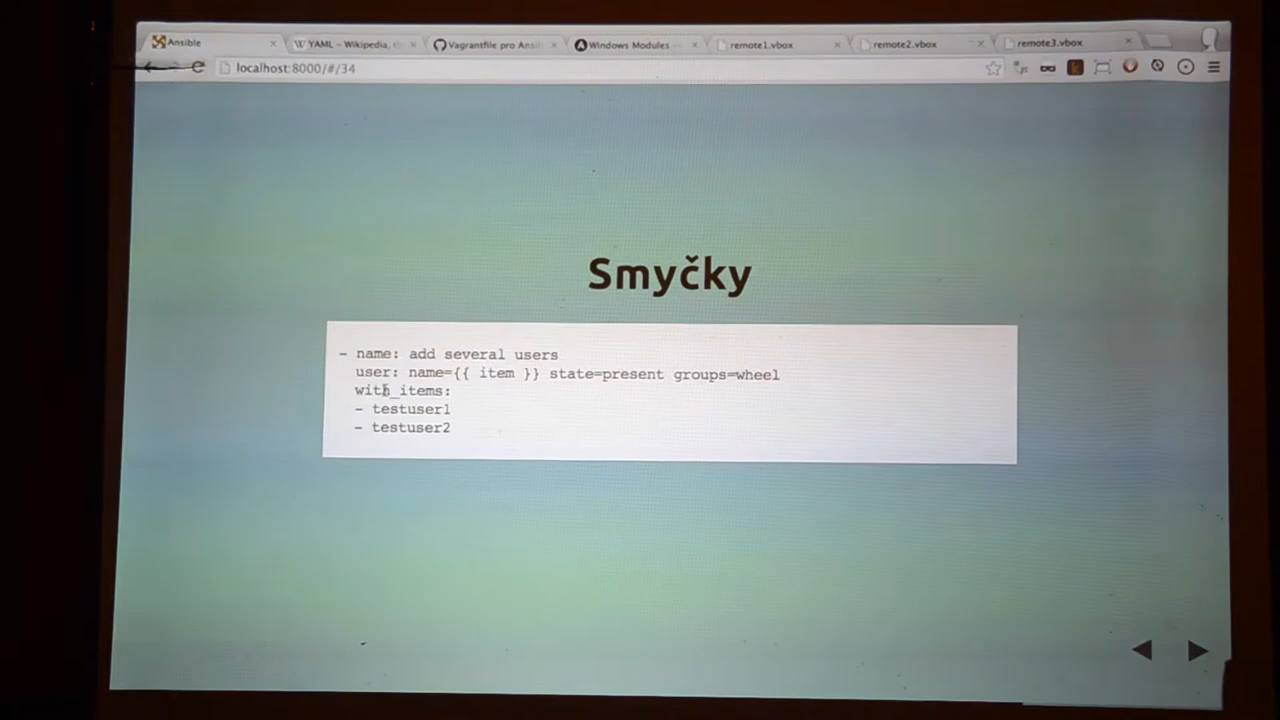 Ansible
YAML - Wikipedia,
Vagrantfile pro Ansi
Windows Modules
remote1.vbox
remote2.vbox
remote3.vbox
localhost:8000/#/34
Smyčky
- name: add several users
  user: name={{ item }} state=present groups=wheel
  with_items:
  - testuser1
  - testuser2